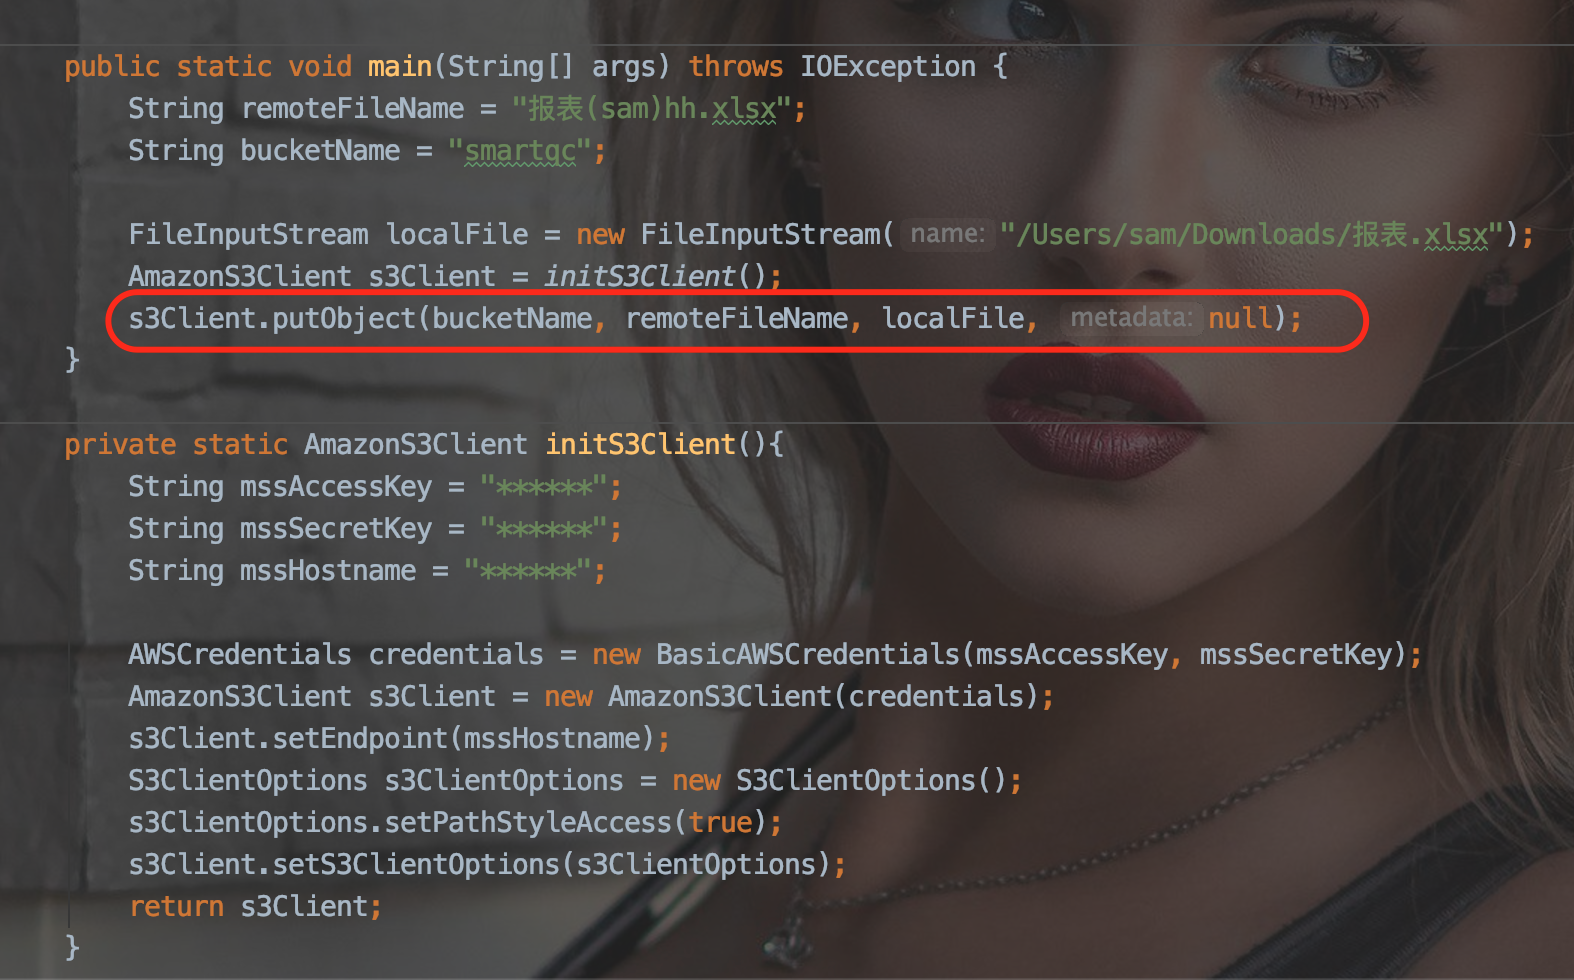 public static void main(String[] args) throws IOException {
String remoteFileName = "报表(sam)hh.xlsx";
String bucketName = "smartqc";
FileInputStream localFile = new FileInputStream( name: "/Users/sam/Downloads/报表.xlsx");
AmazonS3Client s3Client = initS3Client();
s3Client.putObject(bucketName, remoteFileName, localFile, metadata: null);
}
private static AmazonS3Client initS3Client(){
String mssAccessKey = "******";
String mssSecretKey = "******";
String mssHostname = "******";
AWSCredentials credentials = new BasicAWSCredentials(mssAccessKey, mssSecretKey);
AmazonS3Client s3Client = new AmazonS3Client(credentials);
s3Client.setEndpoint(mssHostname);
S3ClientOptions s3ClientOptions = new S3ClientOptions();
s3ClientOptions.setPathStyleAccess(true);
s3Client.setS3ClientOptions(s3ClientOptions);
return s3Client;
}